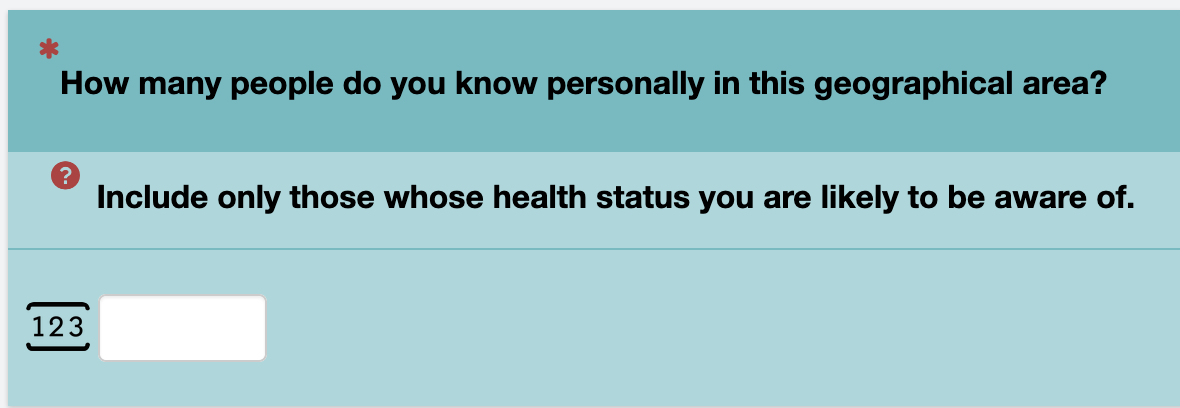 *
How many people do you know personally in this geographical area?
?
Include only those whose health status you are likely to be aware of.
123